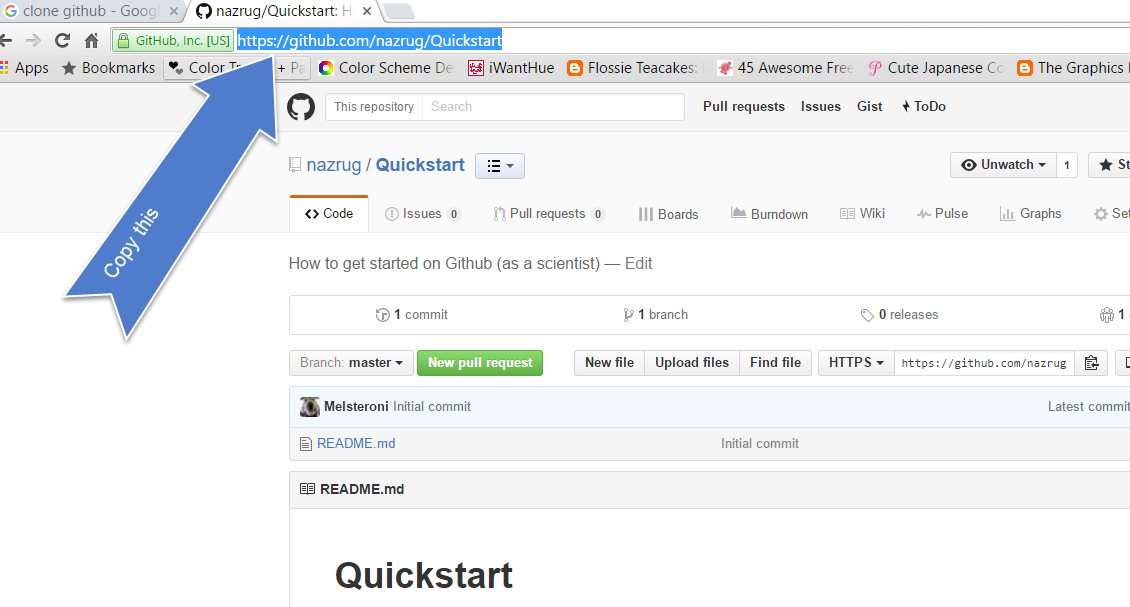 clone github - Googl
nazrug/Quickstart: H
GitHub, Inc. [US] https://github.com/nazrug/Quickstart
Apps Bookmarks Color Tr + Pa Color Scheme De iWantHue Flossie Teacakes: 45 Awesome Free Cute Japanese Co The Graphics
This repository Search Pull requests Issues Gist ToDo
nazrug / Quickstart Unwatch 1 St
Code Issues 0 Pull requests 0 Boards Burndown Wiki Pulse Graphs Set
Copy this
How to get started on Github (as a scientist) — Edit
1 commit 1 branch 0 releases 1
Branch: master New pull request New file Upload files Find file HTTPS https://github.com/nazrug
Melsteroni Initial commit Latest commit
README.md Initial commit
README.md
Quickstart